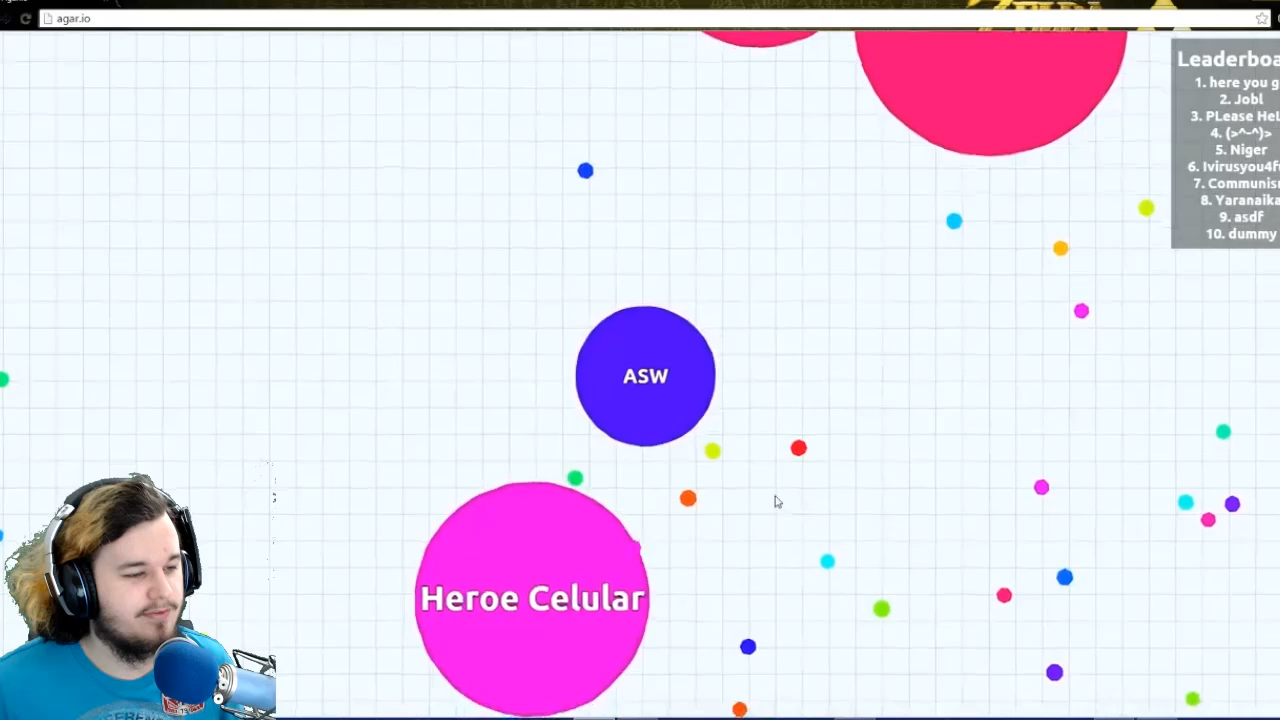 agar.io
Leaderboa
1. here you g
2. Jobl
3. PLease HeL
4. (>^-^)>
5. Niger
6. Ivirusyou4f
7. Communis
8. Yaranaika
9. asdf
10. dummy
ASW
Heroe Celular